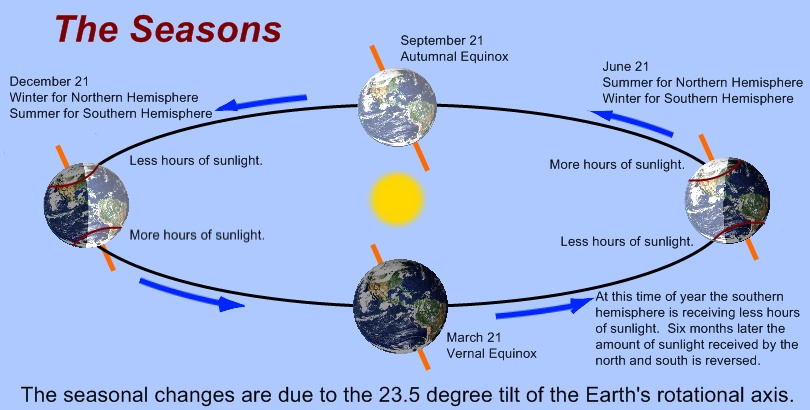 The Seasons
September 21
Autumnal Equinox
June 21
Summer for Northern Hemisphere
Winter for Southern Hemisphere
December 21
Winter for Northern Hemisphere
Summer for Southern Hemisphere
Less hours of sunlight.
More hours of sunlight.
More hours of sunlight.
Less hours of sunlight.
At this time of year the southern
hemisphere is receiving less hours
of sunlight.  Six months later the
amount of sunlight received by the
north and south is reversed.
March 21
Vernal Equinox
The seasonal changes are due to the 23.5 degree tilt of the Earth's rotational axis.